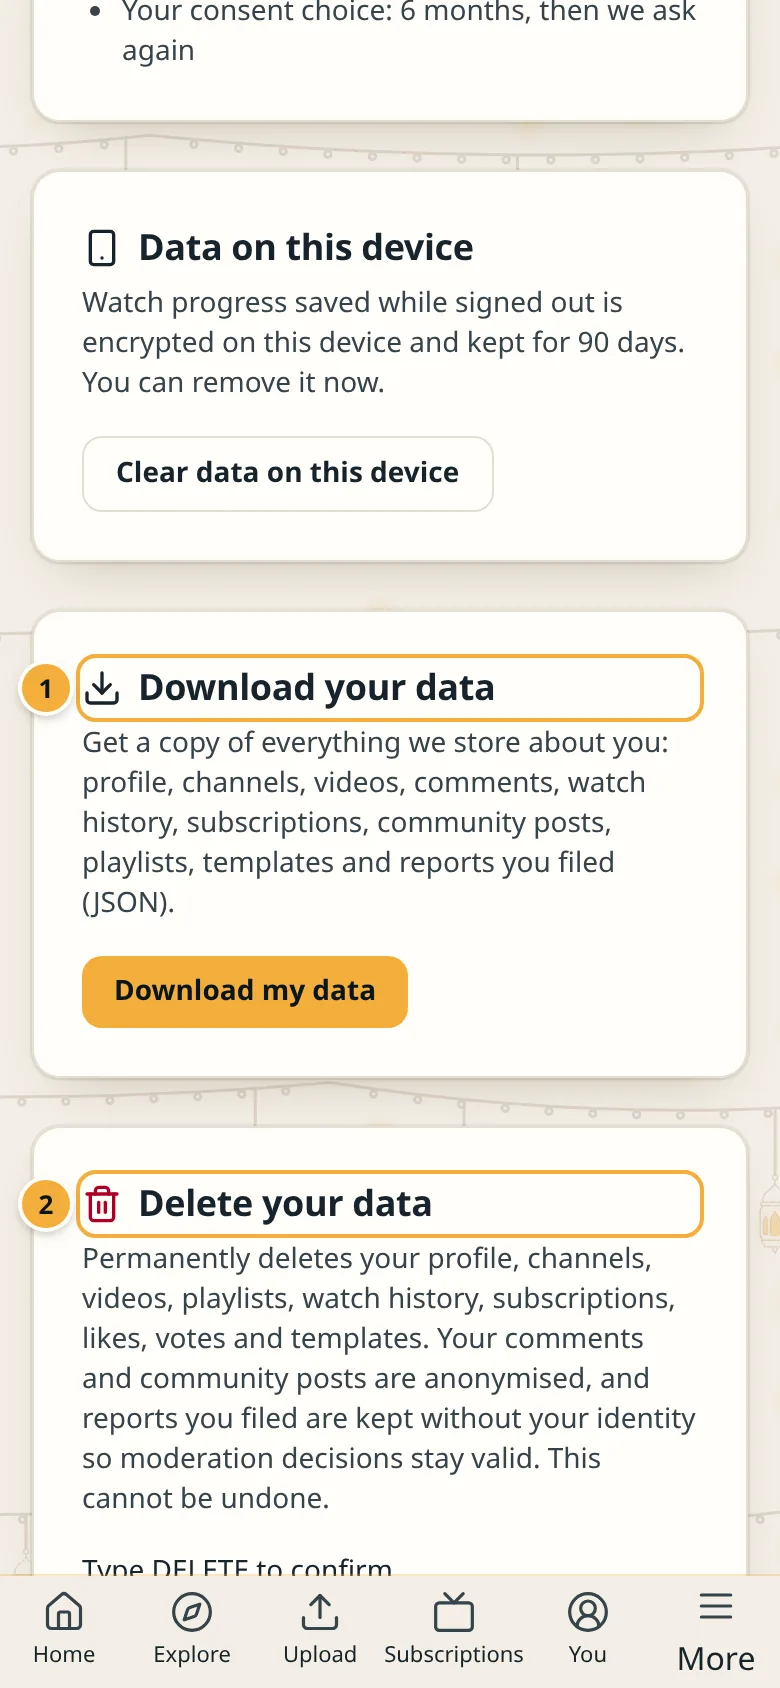 Your consent choice: 6 months, then we ask
again
Data on this device
Watch progress saved while signed out is
encrypted on this device and kept for 90 days.
You can remove it now.
Clear data on this device
1
Download your data
Get a copy of everything we store about you:
profile, channels, videos, comments, watch
history, subscriptions, community posts,
playlists, templates and reports you filed
(JSON).
Download my data
2
Delete your data
Permanently deletes your profile, channels,
videos, playlists, watch history, subscriptions,
likes, votes and templates. Your comments
and community posts are anonymised, and
reports you filed are kept without your identity
so moderation decisions stay valid. This
cannot be undone.
Type DELETE to confirm
Home
Explore
Upload
Subscriptions
You
More